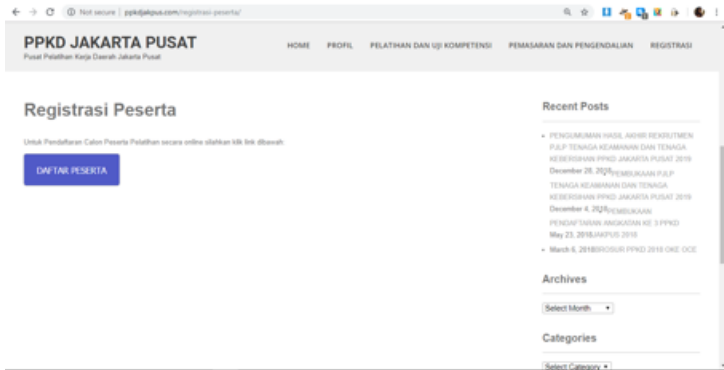 Not secure | ppkdjakpus.com/registrasi-peserta/
PPKD JAKARTA PUSAT
Pusat Pelatihan Kerja Daerah Jakarta Pusat
HOME PROFIL PELATIHAN DAN UJI KOMPETENSI PEMASARAN DAN PENGENDALIAN REGISTRASI
Registrasi Peserta
Untuk Pendaftaran Calon Peserta Pelatihan secara online silahkan klik link dibawah:
DAFTAR PESERTA
Recent Posts
PENGUMUMAN HASIL AKHIR REKRUTMEN
PJLP TENAGA KEAMANAN DAN TENAGA
KEBERSIHAN PPKD JAKARTA PUSAT 2019
December 28, 2018 PEMBUKAAN PJLP
TENAGA KEAMANAN DAN TENAGA
KEBERSIHAN PPKD JAKARTA PUSAT 2019
December 4, 2018 PEMBUKAAN
PENDAFTARAN ANGKATAN KE 3 PPKD
May 23, 2018 JAKPUS 2018
March 6, 2018 BROSUR PPKD 2018 OKE OCE
Archives
Select Month
Categories
Select Category